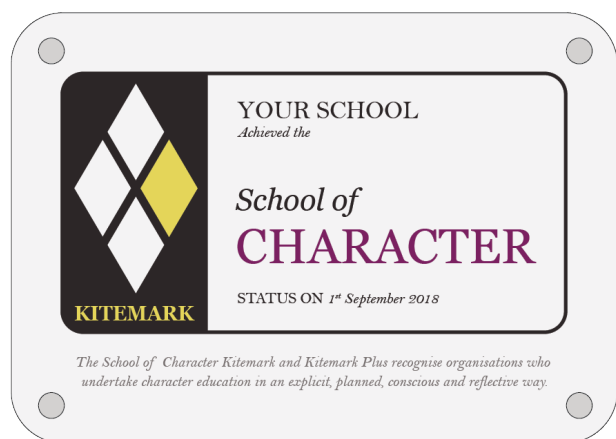 YOUR SCHOOL
Achieved the
School of
CHARACTER
KITEMARK
STATUS ON 1st September 2018
The School of Character Kitemark and Kitemark Plus recognise organisations who
undertake character education in an explicit, planned, conscious and reflective way.